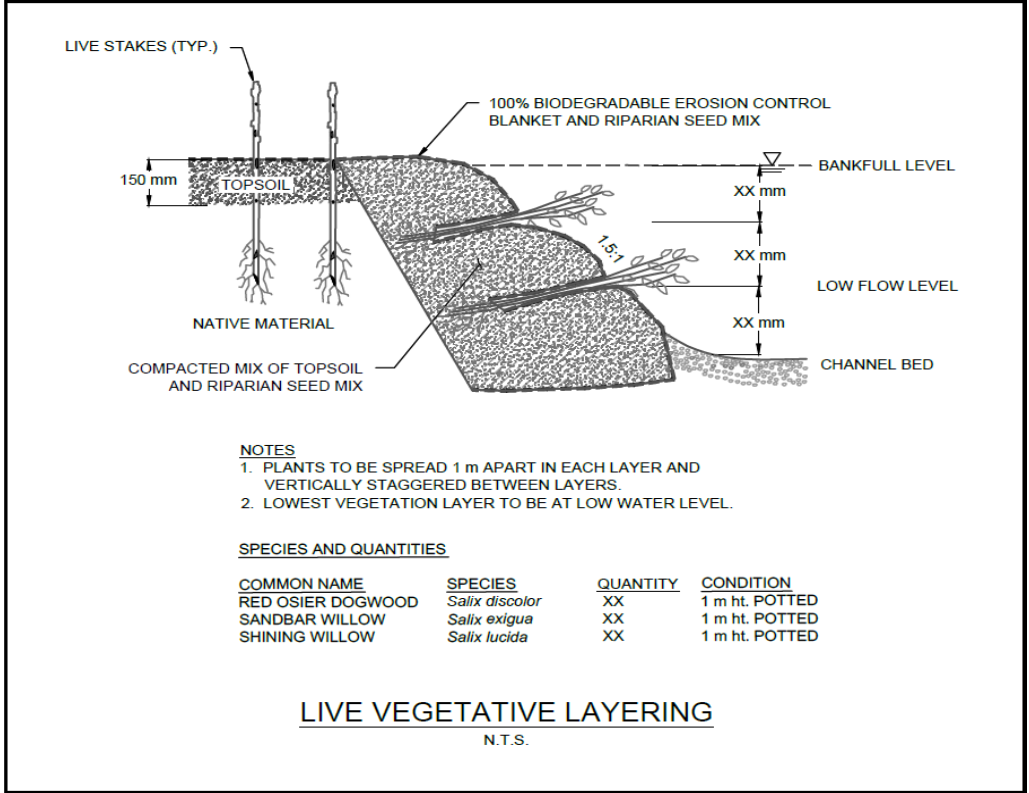 LIVE STAKES (TYP.)
100% BIODEGRADABLE EROSION CONTROL
BLANKET AND RIPARIAN SEED MIX
BANKFULL LEVEL
150 mm
TOPSOIL
XX mm
1.5:1
XX mm
LOW FLOW LEVEL
NATIVE MATERIAL
XX mm
COMPACTED MIX OF TOPSOIL
AND RIPARIAN SEED MIX
CHANNEL BED
NOTES
1. PLANTS TO BE SPREAD 1 m APART IN EACH LAYER AND
VERTICALLY STAGGERED BETWEEN LAYERS.
2. LOWEST VEGETATION LAYER TO BE AT LOW WATER LEVEL.
SPECIES AND QUANTITIES
COMMON NAME SPECIES QUANTITY CONDITION
RED OSIER DOGWOOD Salix discolor XX 1 m ht. POTTED
SANDBAR WILLOW Salix exigua XX 1 m ht. POTTED
SHINING WILLOW Salix lucida XX 1 m ht. POTTED
LIVE VEGETATIVE LAYERING
N.T.S.